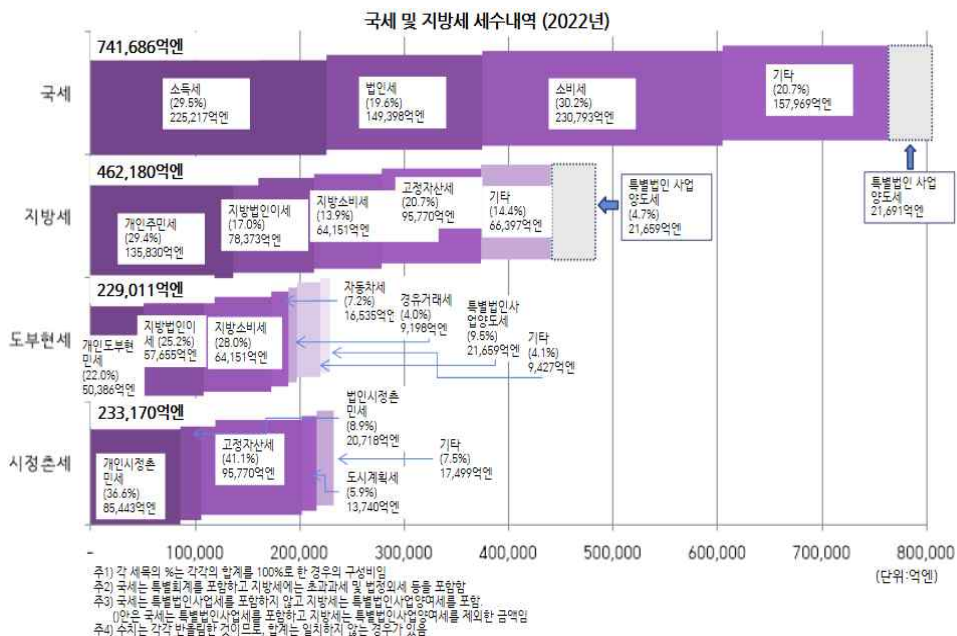 국세 및 지방세 세수내역 (2022년)
741,686억엔
국세
소득세
(29.5%)
225,217억엔
법인세
(19.6%)
149,398억엔
소비세
(30.2%)
230,793억엔
기타
(20.7%)
157,969억엔
특별법인 사업
양도세
21,691억엔
462,180억엔
지방세
개인주민세
(29.4%)
135,830억엔
지방법인이세
(17.0%)
78,373억엔
지방소비세
(13.9%)
64,151억엔
고정자산세
(20.7%)
95,770억엔
기타
(14.4%)
66,397억엔
특별법인 사업
양도세
(4.7%)
21,659억엔
229,011억엔
도부현세
개인도부현
민세
(22.0%)
50,386억엔
지방법인이
세 (25.2%)
57,655억엔
지방소비세
(28.0%)
64,151억엔
자동차세
(7.2%)
16,535억엔
경유거래세
(4.0%)
9,198억엔
특별법인사
업양도세
(9.5%)
21,659억엔
기타
(4.1%)
9,427억엔
233,170억엔
시정촌세
개인시정촌
민세
(36.6%)
85,443억엔
법인시정촌
민세
(8.9%)
20,718억엔
고정자산세
(41.1%)
95,770억엔
도시계획세
(5.9%)
13,740억엔
기타
(7.5%)
17,499억엔
- 100,000 200,000 300,000 400,000 500,000 600,000 700,000 800,000
(단위:억엔)
주1) 각 세목의 %는 각각의 합계를 100%로 한 경우의 구성비임
주2) 국세는 특별회계를 포함하고 지방세에는 초과과세 및 법정외세 등을 포함함
주3) 국세는 특별법인사업세를 포함하지 않고 지방세는 특별법인사업양여세를 포함.
()안은 국세는 특별법인사업세를 포함하고 지방세는 특별법인사업양여세를 제외한 금액임
주4) 수치는 각각 반올림한 것이므로, 합계는 일치하지 않는 경우가 있음